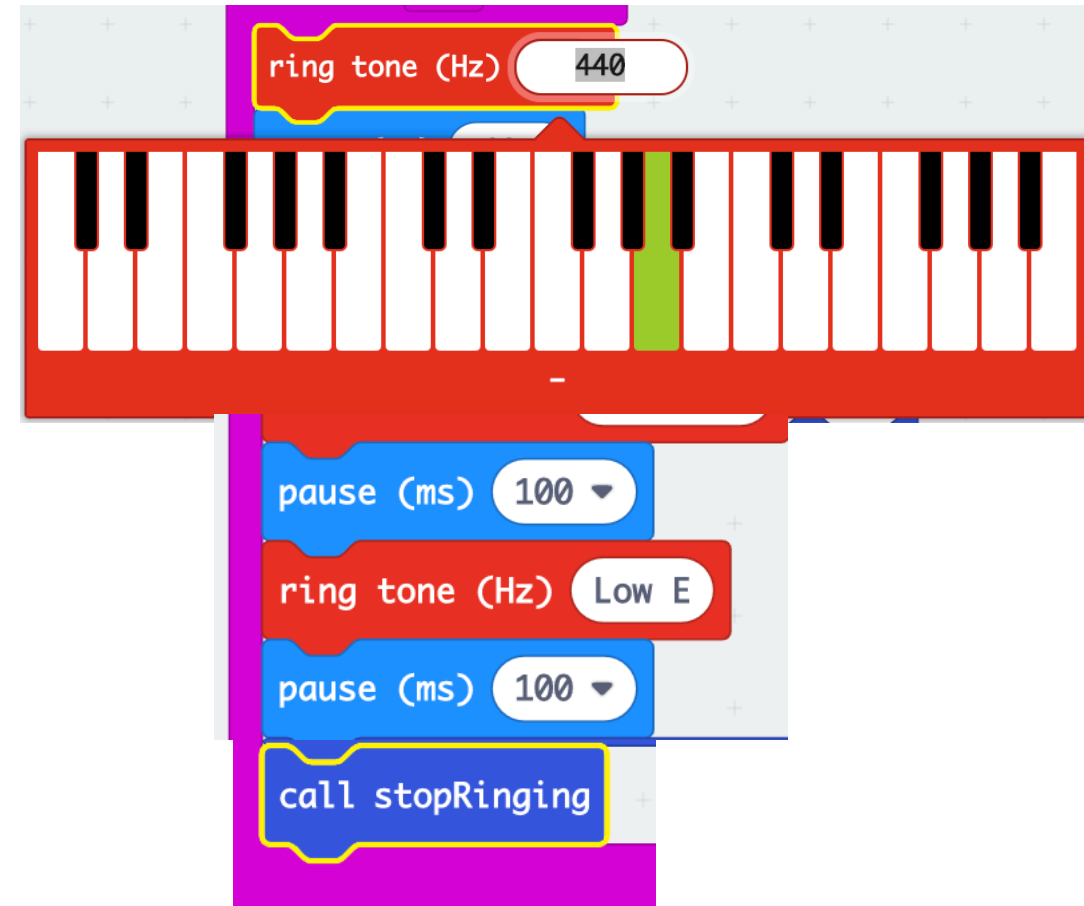 ring tone (Hz) 440
pause (ms) 100
ring tone (Hz) Low E
pause (ms) 100
call stopRinging